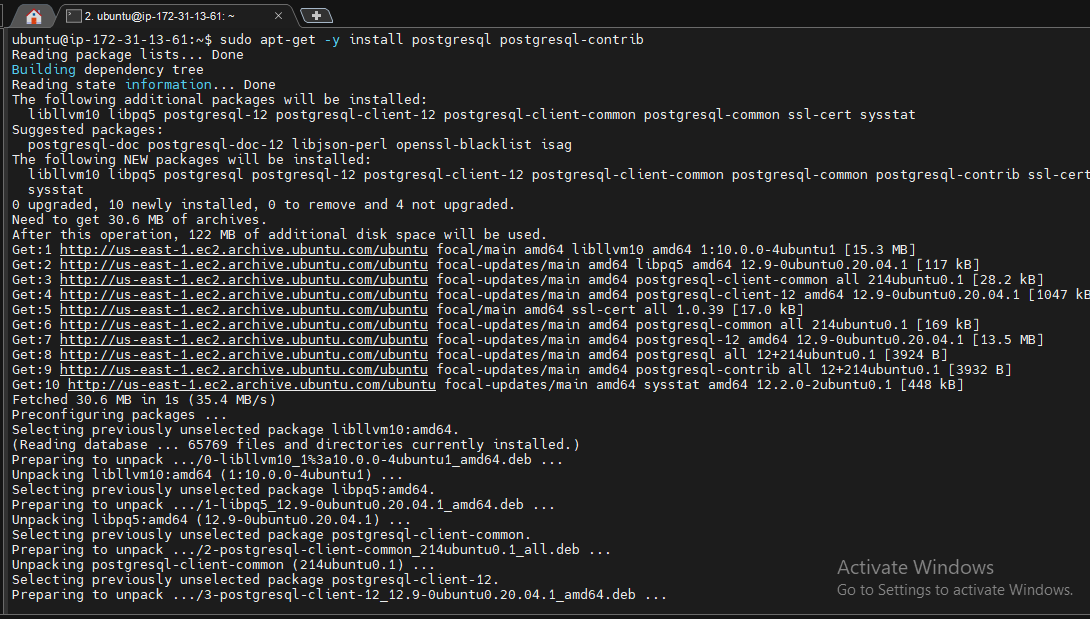 2. ubuntu@ip-172-31-13-61: ~
ubuntu@ip-172-31-13-61:~$ sudo apt-get -y install postgresql postgresql-contrib
Reading package lists... Done
Building dependency tree
Reading state information... Done
The following additional packages will be installed:
  libllvm10 libpq5 postgresql-12 postgresql-client-12 postgresql-client-common postgresql-common ssl-cert sysstat
Suggested packages:
  postgresql-doc postgresql-doc-12 libjson-perl openssl-blacklist isag
The following NEW packages will be installed:
  libllvm10 libpq5 postgresql postgresql-12 postgresql-client-12 postgresql-client-common postgresql-common postgresql-contrib ssl-cert
  sysstat
0 upgraded, 10 newly installed, 0 to remove and 4 not upgraded.
Need to get 30.6 MB of archives.
After this operation, 122 MB of additional disk space will be used.
Get:1 http://us-east-1.ec2.archive.ubuntu.com/ubuntu focal/main amd64 libllvm10 amd64 1:10.0.0-4ubuntu1 [15.3 MB]
Get:2 http://us-east-1.ec2.archive.ubuntu.com/ubuntu focal-updates/main amd64 libpq5 amd64 12.9-0ubuntu0.20.04.1 [117 kB]
Get:3 http://us-east-1.ec2.archive.ubuntu.com/ubuntu focal-updates/main amd64 postgresql-client-common all 214ubuntu0.1 [28.2 kB]
Get:4 http://us-east-1.ec2.archive.ubuntu.com/ubuntu focal-updates/main amd64 postgresql-client-12 amd64 12.9-0ubuntu0.20.04.1 [1047 kB
Get:5 http://us-east-1.ec2.archive.ubuntu.com/ubuntu focal/main amd64 ssl-cert all 1.0.39 [17.0 kB]
Get:6 http://us-east-1.ec2.archive.ubuntu.com/ubuntu focal-updates/main amd64 postgresql-common all 214ubuntu0.1 [169 kB]
Get:7 http://us-east-1.ec2.archive.ubuntu.com/ubuntu focal-updates/main amd64 postgresql-12 amd64 12.9-0ubuntu0.20.04.1 [13.5 MB]
Get:8 http://us-east-1.ec2.archive.ubuntu.com/ubuntu focal-updates/main amd64 postgresql all 12+214ubuntu0.1 [3924 B]
Get:9 http://us-east-1.ec2.archive.ubuntu.com/ubuntu focal-updates/main amd64 postgresql-contrib all 12+214ubuntu0.1 [3932 B]
Get:10 http://us-east-1.ec2.archive.ubuntu.com/ubuntu focal-updates/main amd64 sysstat amd64 12.2.0-2ubuntu0.1 [448 kB]
Fetched 30.6 MB in 1s (35.4 MB/s)
Preconfiguring packages ...
Selecting previously unselected package libllvm10:amd64.
(Reading database ... 65769 files and directories currently installed.)
Preparing to unpack .../0-libllvm10_1%3a10.0.0-4ubuntu1_amd64.deb ...
Unpacking libllvm10:amd64 (1:10.0.0-4ubuntu1) ...
Selecting previously unselected package libpq5:amd64.
Preparing to unpack .../1-libpq5_12.9-0ubuntu0.20.04.1_amd64.deb ...
Unpacking libpq5:amd64 (12.9-0ubuntu0.20.04.1) ...
Selecting previously unselected package postgresql-client-common.
Preparing to unpack .../2-postgresql-client-common_214ubuntu0.1_all.deb ...
Unpacking postgresql-client-common (214ubuntu0.1) ...
Selecting previously unselected package postgresql-client-12.
Preparing to unpack .../3-postgresql-client-12_12.9-0ubuntu0.20.04.1_amd64.deb ...
Activate Windows
Go to Settings to activate Windows.